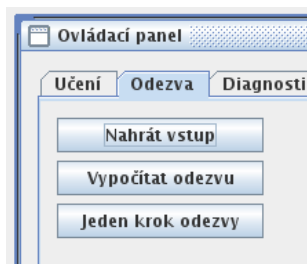 Ovládací panel
Učení Odezva Diagnosti
Nahrát vstup
Vypočítat odezvu
Jeden krok odezvy